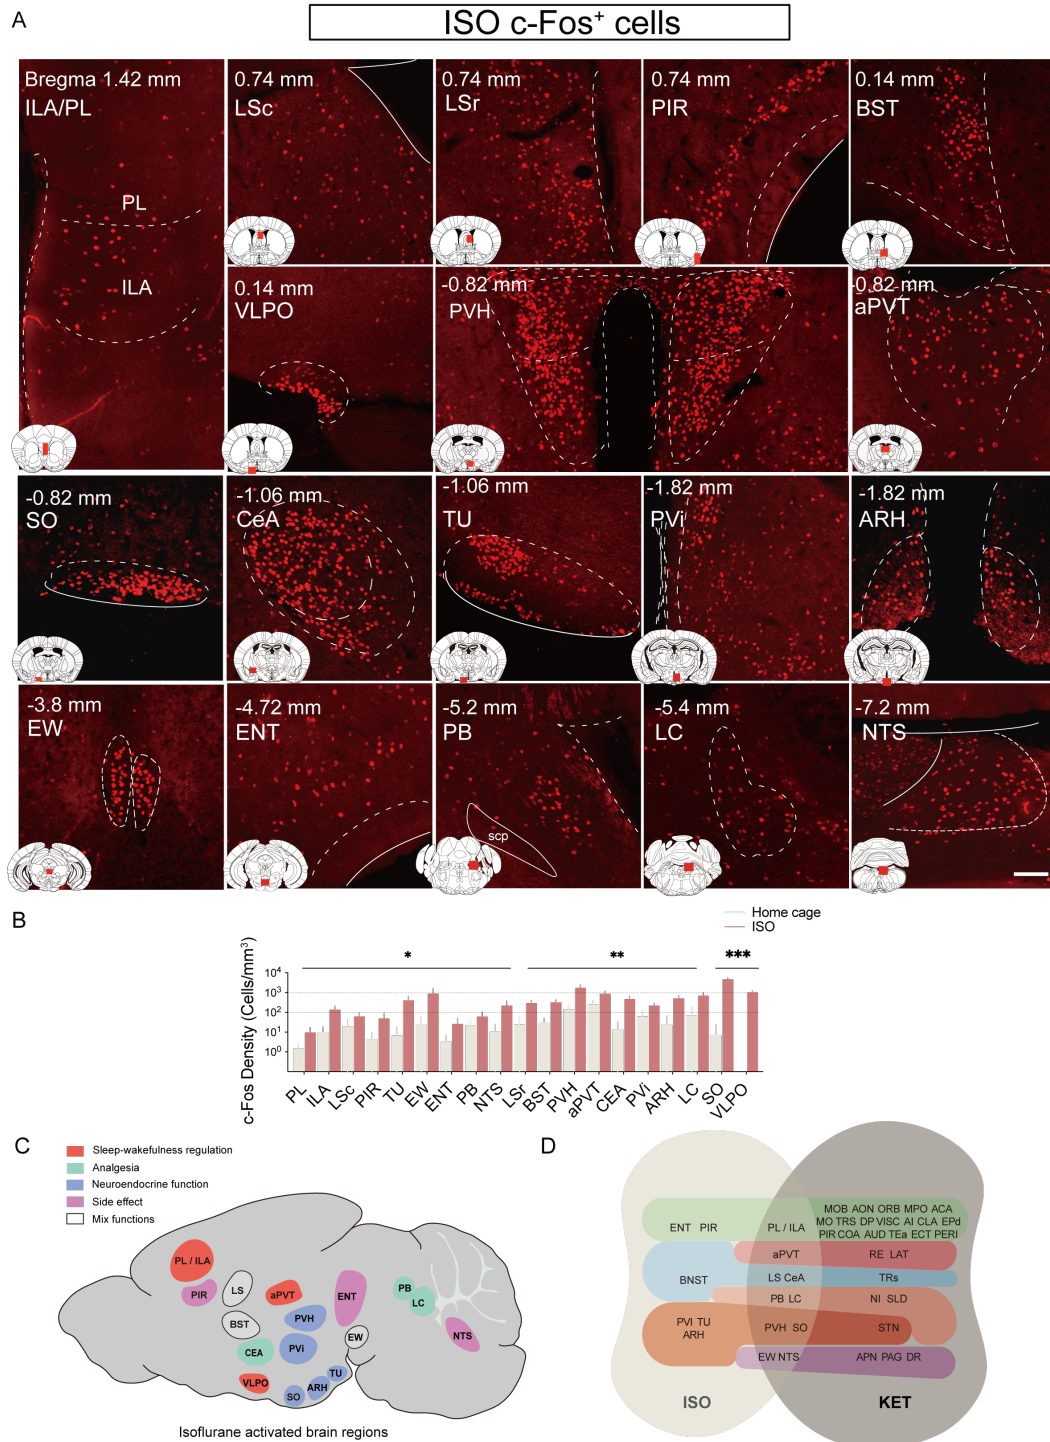 A
ISO c-Fos⁺ cells
Bregma 1.42 mm
ILA/PL
PL
ILA
0.74 mm
LSc
0.74 mm
LSr
0.74 mm
PIR
0.14 mm
BST
0.14 mm
VLPO
-0.82 mm
PVH
-0.82 mm
aPVT
-0.82 mm
SO
-1.06 mm
CeA
-1.06 mm
TU
-1.82 mm
PVi
-1.82 mm
ARH
-3.8 mm
EW
-4.72 mm
ENT
-5.2 mm
PB
scp
-5.4 mm
LC
-7.2 mm
NTS
B
Home cage
ISO
* ** ***
c-Fos Density (Cells/mm³)
10⁴
10³
10²
10¹
10⁰
PL ILA LSc PIR TU EW ENT PB NTS LSr BST PVH aPVT CEA PVi ARH LC SO VLPO
C
Sleep-wakefulness regulation
Analgesia
Neuroendocrine function
Side effect
Mix functions
PL / ILA
PIR
LS
BST
CEA
VLPO
aPVT
PVH
PVi
SO
ARH
TU
ENT
EW
PB
LC
NTS
Isoflurane activated brain regions
D
MOB AON ORB MPO ACA
MO TRS DP VISC AI CLA EPd
PIR COA AUD TEa ECT PERI
ENT PIR
PL / ILA
aPVT
RE LAT
BNST
LS CeA
TRs
PB LC
NI SLD
PVI TU
ARH
PVH SO
STN
EW NTS
APN PAG DR
ISO
KET